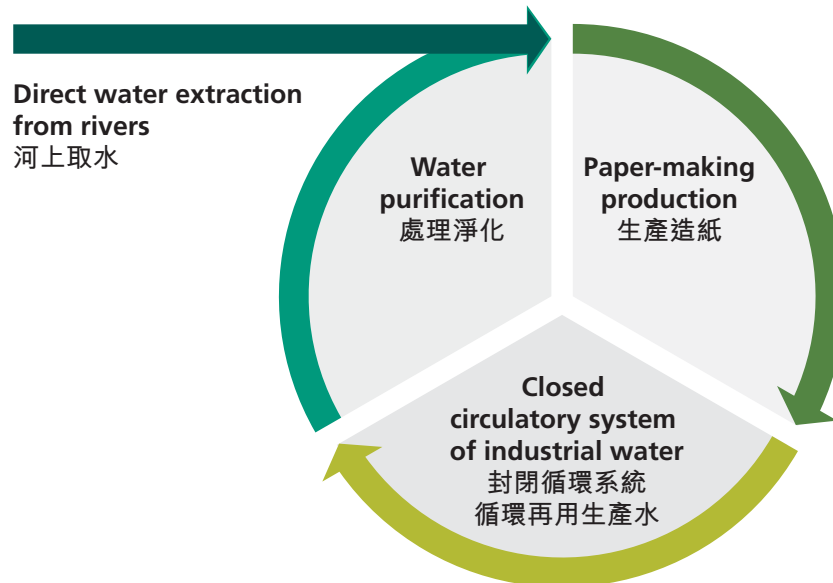 Direct water extraction
from rivers
河上取水
Water
purification
處理淨化
Paper-making
production
生產造紙
Closed
circulatory system
of industrial water
封閉循環系統
循環再用生產水